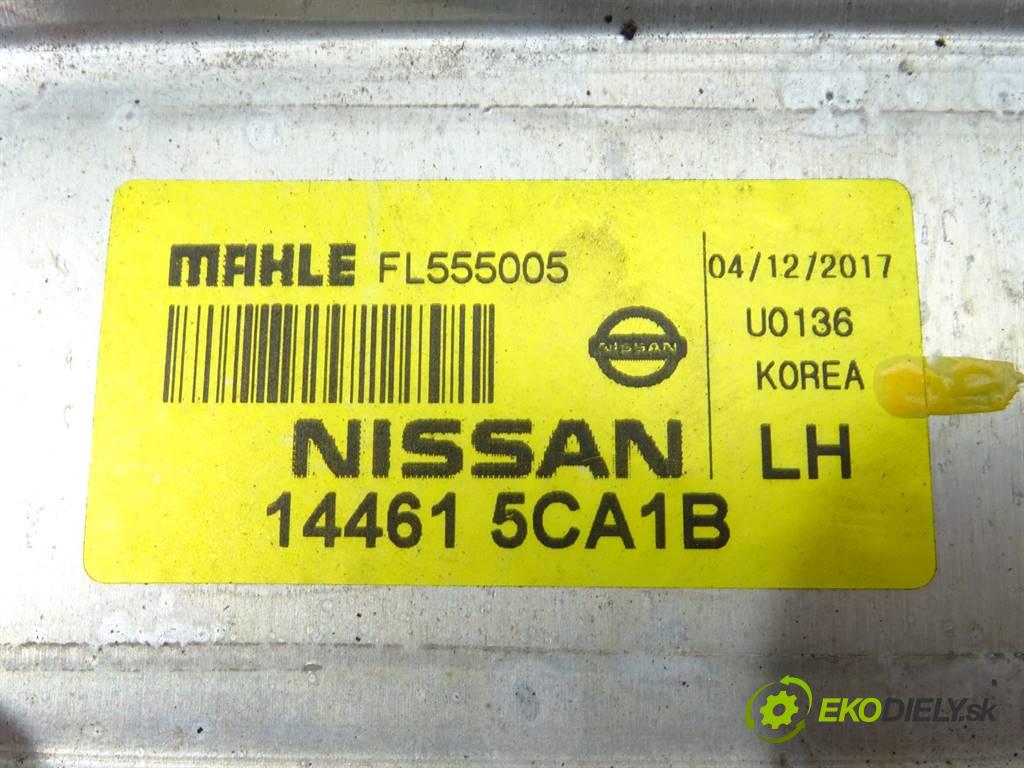 MAHLE FL555005
04/12/2017
U0136
KOREA
NISSAN
NISSAN
LH
14461 5CA1B
EKODIELY.sk